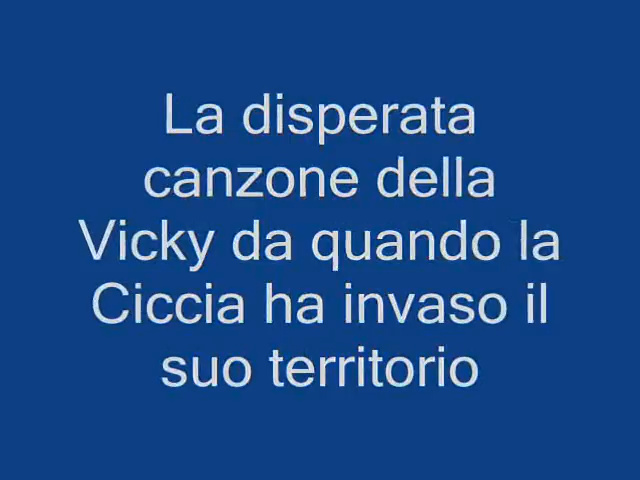 La disperata
canzone della
Vicky da quando la
Ciccia ha invaso il
suo territorio